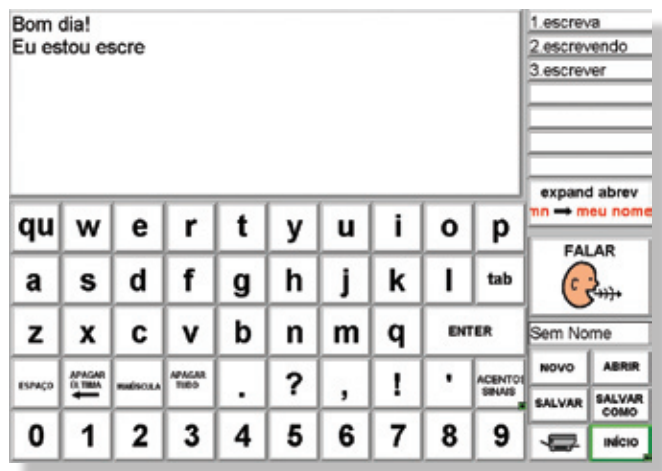 Bom dia!
Eu estou escre
1.escreva
2.escrevendo
3.escrever
expand abrev
mn ➡ meu nome
qu w e r t y u i o p
FALAR
a s d f g h j k l tab
z x c v b n m q ENTER
Sem Nome
ESPAÇO APAGAR ÚLTIMA MAIÚSCULA APAGAR TUDO . ? , ! ' ACENTOS SINAIS
NOVO ABRIR
SALVAR SALVAR COMO
0 1 2 3 4 5 6 7 8 9
INÍCIO